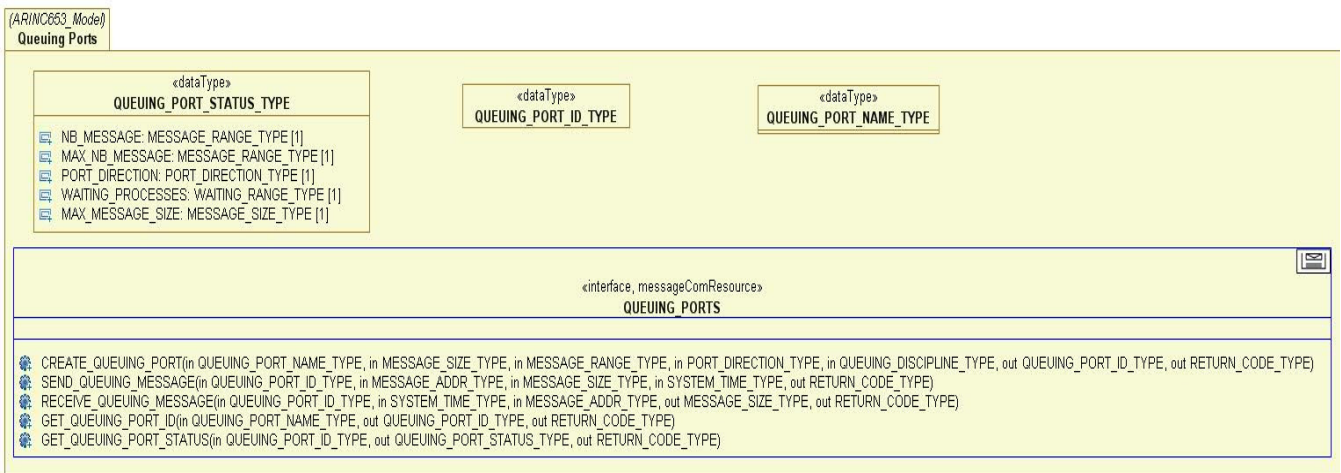 (ARINC653_Model)
Queuing Ports
«dataType»
QUEUING_PORT_STATUS_TYPE
NB_MESSAGE: MESSAGE_RANGE_TYPE [1]
MAX_NB_MESSAGE: MESSAGE_RANGE_TYPE [1]
PORT_DIRECTION: PORT_DIRECTION_TYPE [1]
WAITING_PROCESSES: WAITING_RANGE_TYPE [1]
MAX_MESSAGE_SIZE: MESSAGE_SIZE_TYPE [1]
«dataType»
QUEUING_PORT_ID_TYPE
«dataType»
QUEUING_PORT_NAME_TYPE
«interface, messageComResource»
QUEUING_PORTS
CREATE_QUEUING_PORT(in QUEUING_PORT_NAME_TYPE, in MESSAGE_SIZE_TYPE, in MESSAGE_RANGE_TYPE, in PORT_DIRECTION_TYPE, in QUEUING_DISCIPLINE_TYPE, out QUEUING_PORT_ID_TYPE, out RETURN_CODE_TYPE)
SEND_QUEUING_MESSAGE(in QUEUING_PORT_ID_TYPE, in MESSAGE_ADDR_TYPE, in MESSAGE_SIZE_TYPE, in SYSTEM_TIME_TYPE, out RETURN_CODE_TYPE)
RECEIVE_QUEUING_MESSAGE(in QUEUING_PORT_ID_TYPE, in SYSTEM_TIME_TYPE, in MESSAGE_ADDR_TYPE, out MESSAGE_SIZE_TYPE, out RETURN_CODE_TYPE)
GET_QUEUING_PORT_ID(in QUEUING_PORT_NAME_TYPE, out QUEUING_PORT_ID_TYPE, out RETURN_CODE_TYPE)
GET_QUEUING_PORT_STATUS(in QUEUING_PORT_ID_TYPE, out QUEUING_PORT_STATUS_TYPE, out RETURN_CODE_TYPE)